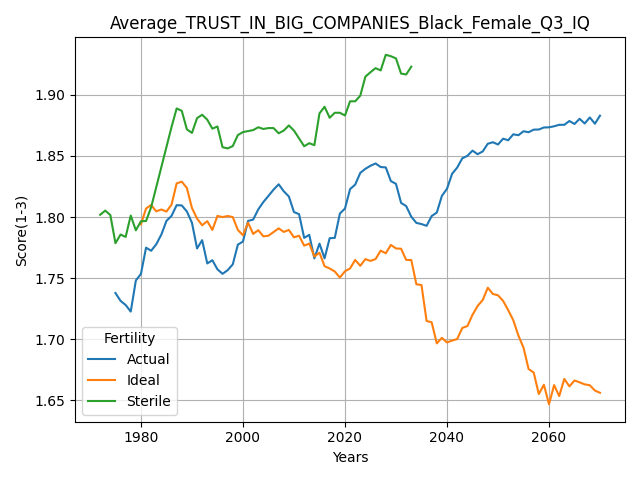 Average_TRUST_IN_BIG_COMPANIES_Black_Female_Q3_IQ
Score(1-3)
1.90
1.85
1.80
1.75
1.70
1.65
Fertility
Actual
Ideal
Sterile
1980 2000 2020 2040 2060
Years